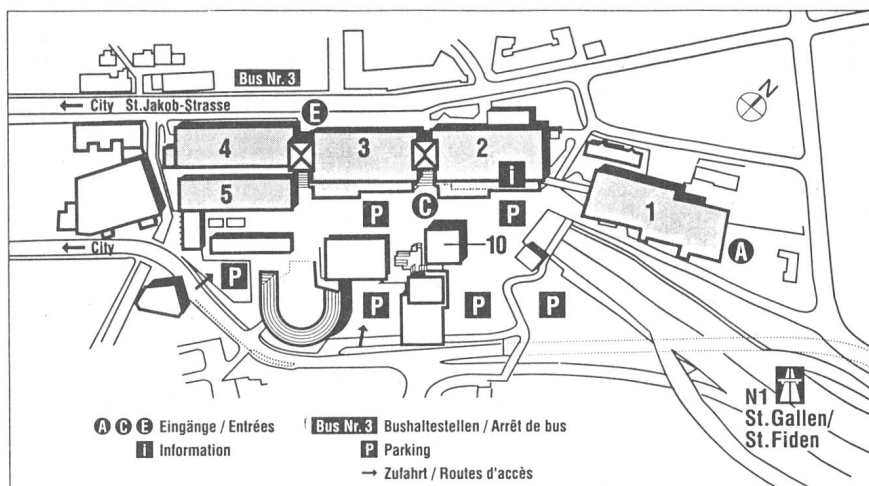 Bus Nr. 3
← City St.Jakob-Strasse
E
N
4
3
2
i
1
5
P
C
P
A
10
← City
P
P
P
P
N1
St.Gallen/
St.Fiden
A C E Eingänge / Entrées
i Information
Bus Nr. 3 Bushaltestellen / Arrêt de bus
P Parking
→ Zufahrt / Routes d'accès